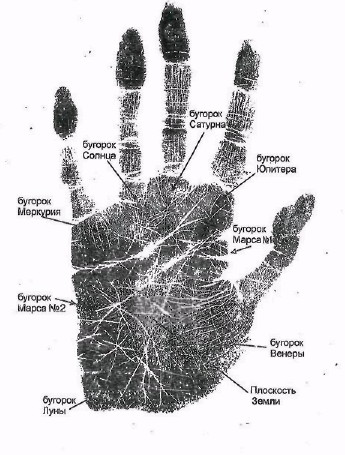 бугорок
Сатурна
бугорок
Солнца
бугорок
Юпитера
бугорок
Меркурия
бугорок
Марса №1
бугорок
Марса №2
бугорок
Венеры
Плоскость
Земли
бугорок
Луны